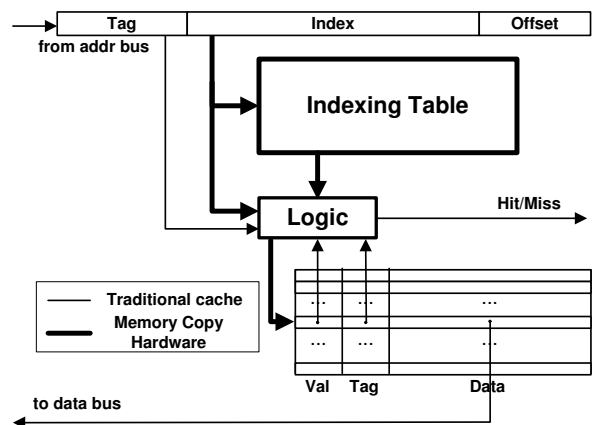 Tag Index Offset
from addr bus
Indexing Table
Logic
Hit/Miss
Traditional cache
Memory Copy
Hardware
... ... ...
... ... ...
Val Tag Data
to data bus